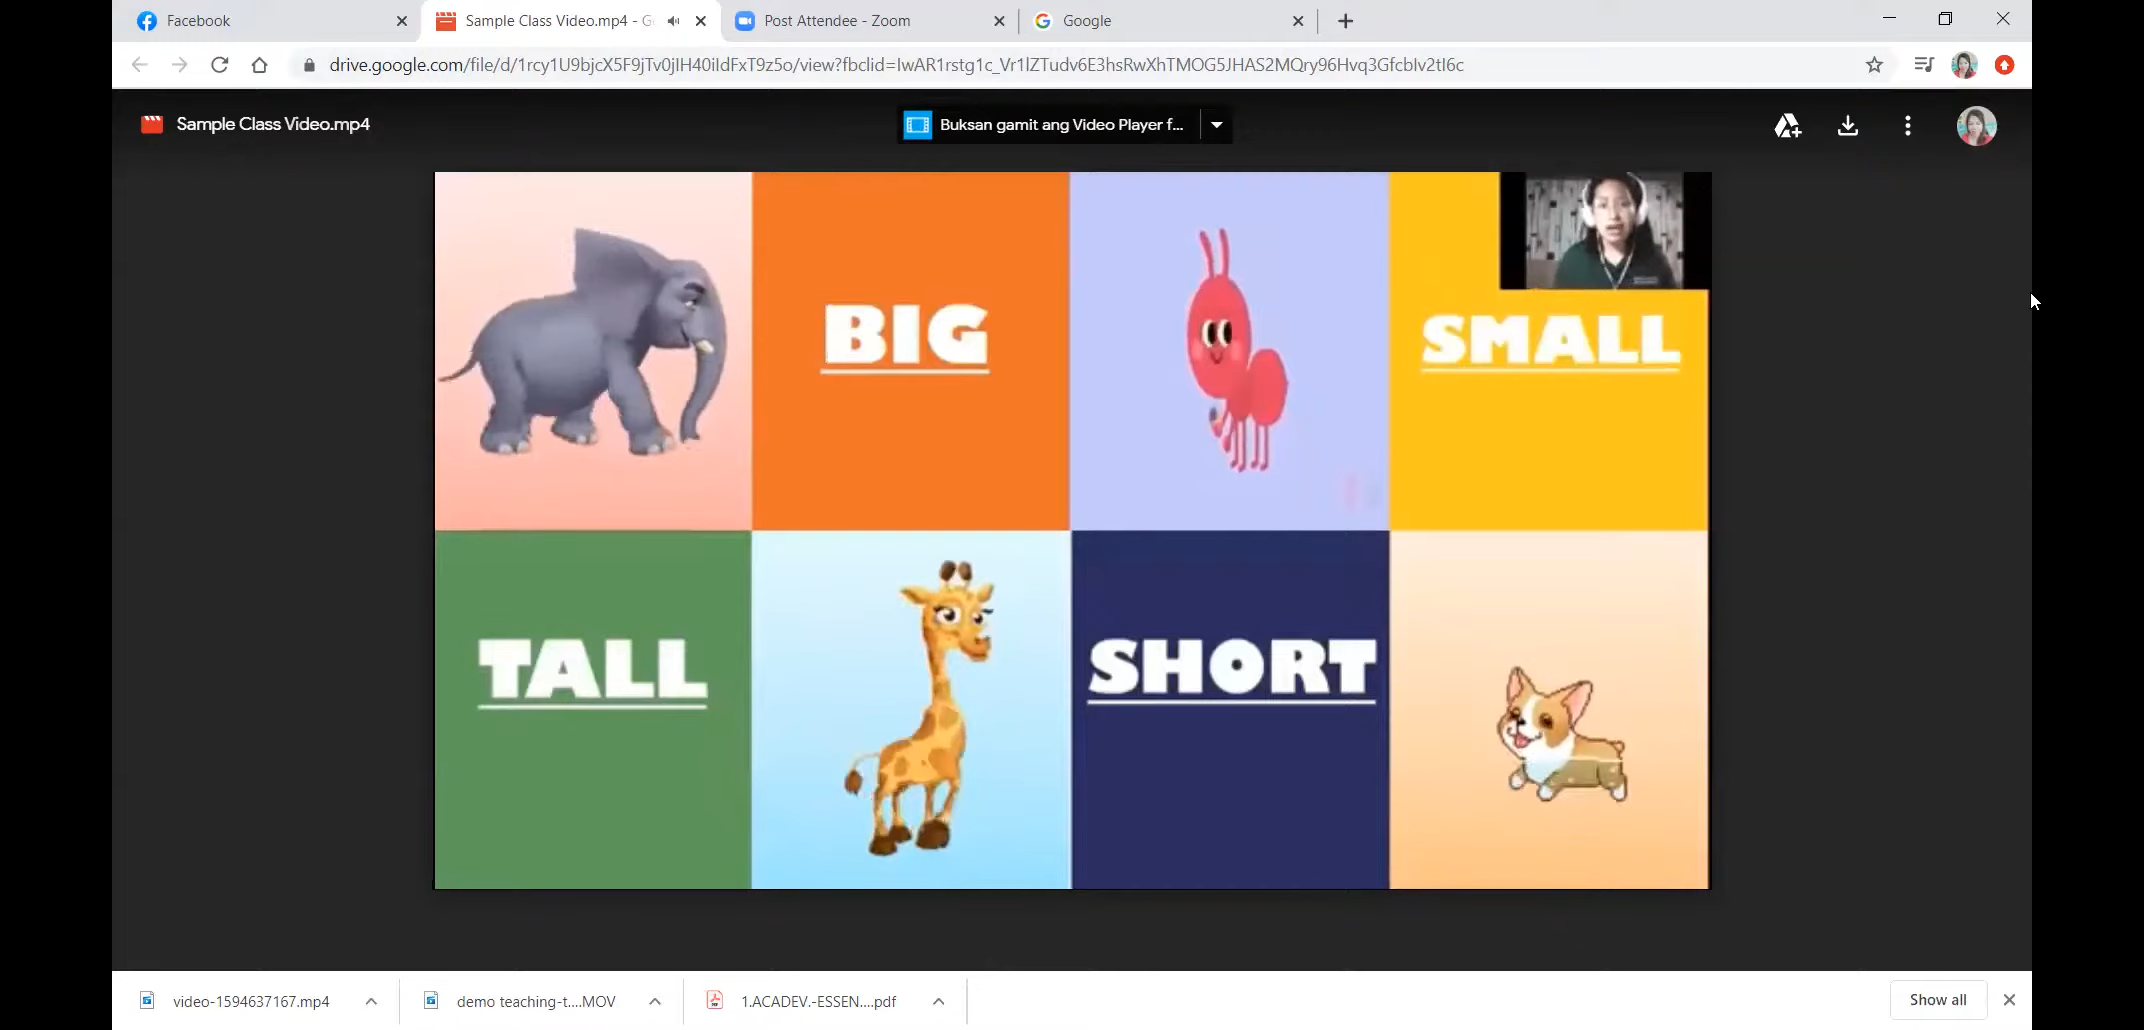 Facebook
Sample Class Video.mp4 - G
Post Attendee - Zoom
Google
drive.google.com/file/d/1rcy1U9bjcX5F9jTv0jIH40iIdFxT9z5o/view?fbclid=IwAR1rstg1c_Vr1lZTudv6E3hsRwXhTMOG5JHAS2MQry96Hvq3Gfcblv2tI6c
Sample Class Video.mp4
Buksan gamit ang Video Player f...
BIG
SMALL
TALL
SHORT
video-1594637167.mp4
demo teaching-t....MOV
1.ACADEV.-ESSEN....pdf
Show all